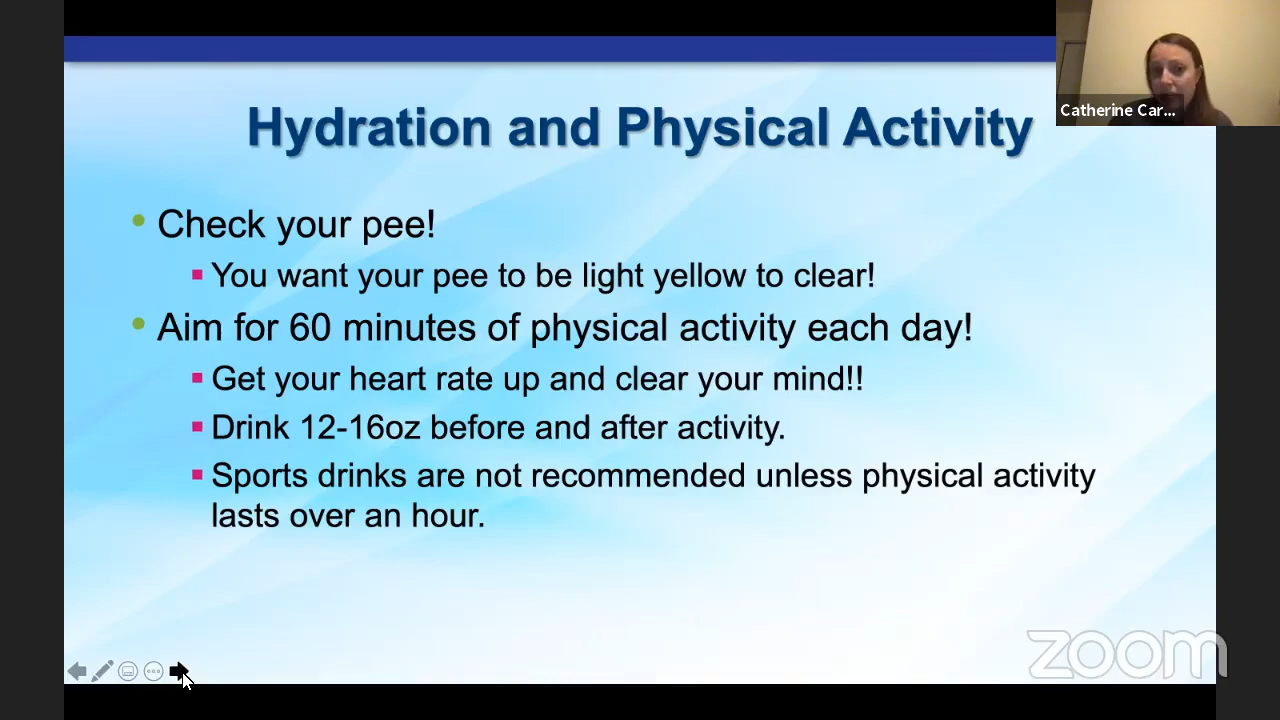 Hydration and Physical Activity
Catherine Car...
• Check your pee!
▪ You want your pee to be light yellow to clear!
• Aim for 60 minutes of physical activity each day!
▪ Get your heart rate up and clear your mind!!
▪ Drink 12-16oz before and after activity.
▪ Sports drinks are not recommended unless physical activity
lasts over an hour.
zoom